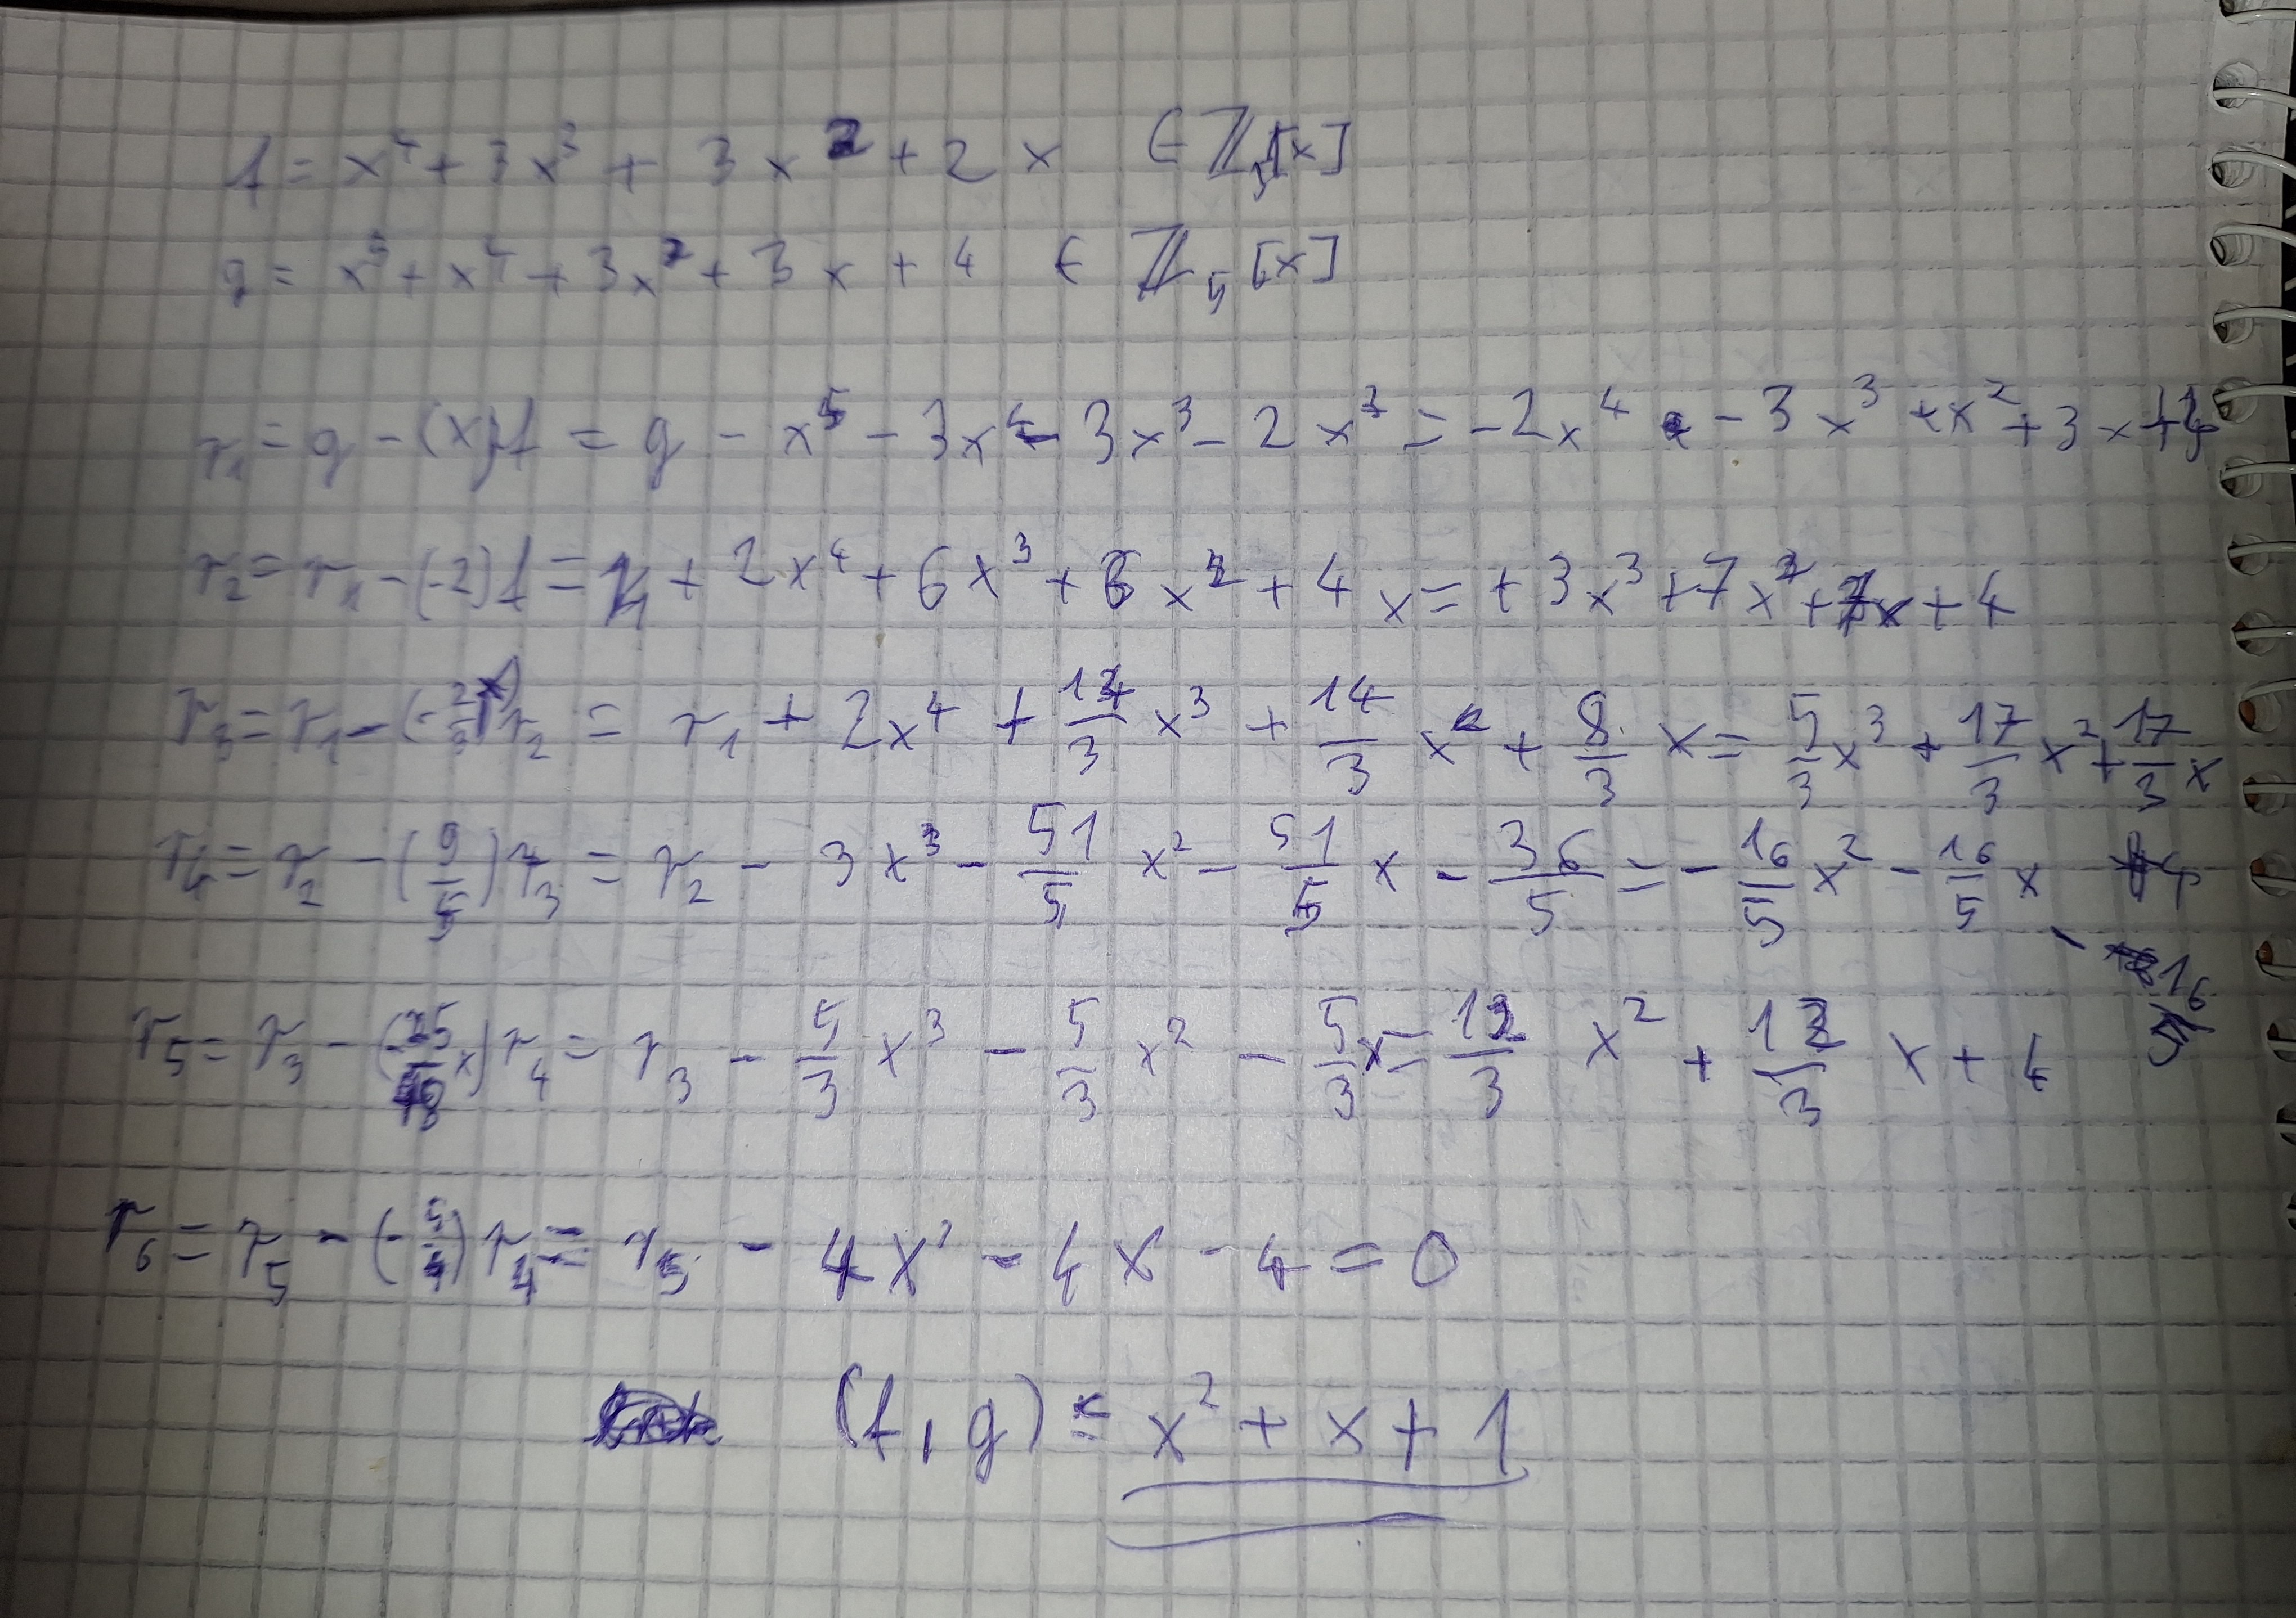 f = x⁴ + 3x³ + 3x² + 2x ∈ ℤ₅[x]
g = x⁵ + x⁴ + 3x² + 3x + 4 ∈ ℤ₅[x]
r₁ = g - (x)f = g - x⁵ - 3x⁴ - 3x³ - 2x² = -2x⁴ - 3x³ + x² + 3x + 4
r₂ = r₁ - (-2)f = r₁ + 2x⁴ + 6x³ + 6x² + 4x = + 3x³ + 7x² + 7x + 4
r₃ = r₁ - (-2/3 x)r₂ = r₁ + 2x⁴ + 14/3 x³ + 14/3 x² + 8/3 x = 5/3 x³ + 17/3 x² + 17/3 x
r₄ = r₂ - (9/5)r₃ = r₂ - 3x³ - 51/5 x² - 51/5 x - 36/5 = - 16/5 x² - 16/5 x - 16/5
r₅ = r₃ - (-25/48 x)r₄ = r₃ - 5/3 x³ - 5/3 x² - 5/3 x = 12/3 x² + 12/3 x + 4
r₆ = r₅ - (-5/4)r₄ = r₅ - 4x² - 4x - 4 = 0
(f, g) = x² + x + 1